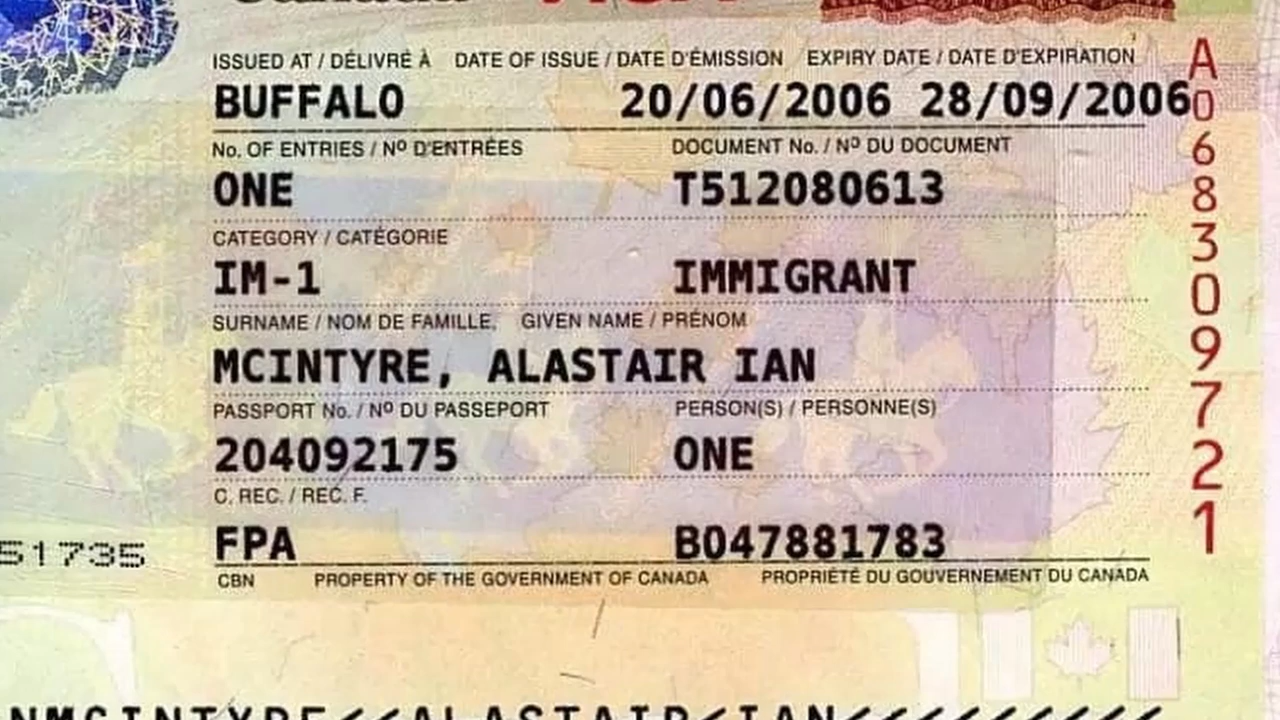 ISSUED AT / DÉLIVRÉ À DATE OF ISSUE / DATE D'ÉMISSION EXPIRY DATE / DATE D'EXPIRATION
BUFFALO 20/06/2006 28/09/2006
No. OF ENTRIES / Nº D'ENTRÉES DOCUMENT No. / Nº DU DOCUMENT
ONE T512080613
CATEGORY / CATÉGORIE
IM-1 IMMIGRANT
SURNAME / NOM DE FAMILLE, GIVEN NAME / PRÉNOM
MCINTYRE, ALASTAIR IAN
PASSPORT No. / Nº DU PASSEPORT PERSON(S) / PERSONNE(S)
204092175 ONE
C. REC. / REC. F.
FPA B047881783
CBN PROPERTY OF THE GOVERNMENT OF CANADA PROPRIÉTÉ DU GOUVERNEMENT DU CANADA
51735
A068309721
NMCINTYRE<<ALASTAIR<IAN<<<<<<<<<